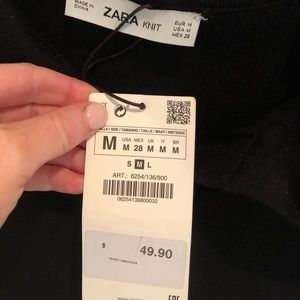 MADE IN
CHINA
ZARA KNIT
EUR M
USA M
MEX 28
M
USA MEX UK IT BR
M 28 M M M
S M L
ART.: 6254/136/800
06254136800032
$ 49.90